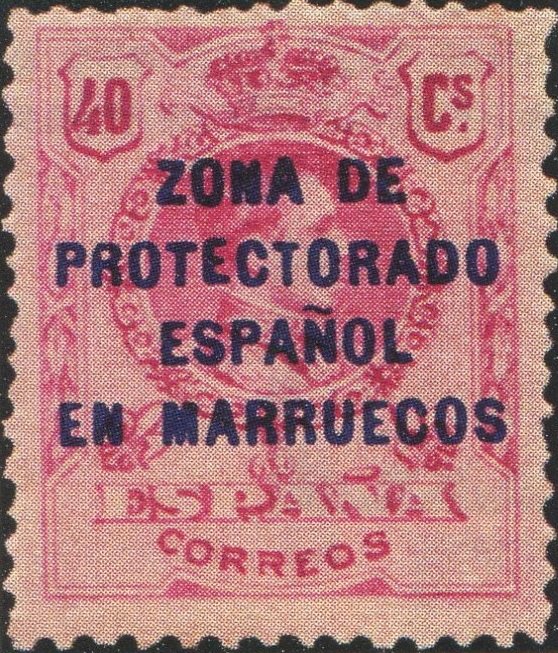 40 Cs.
ZONA DE
PROTECTORADO
ESPAÑOL
EN MARRUECOS
ESPAÑA
CORREOS